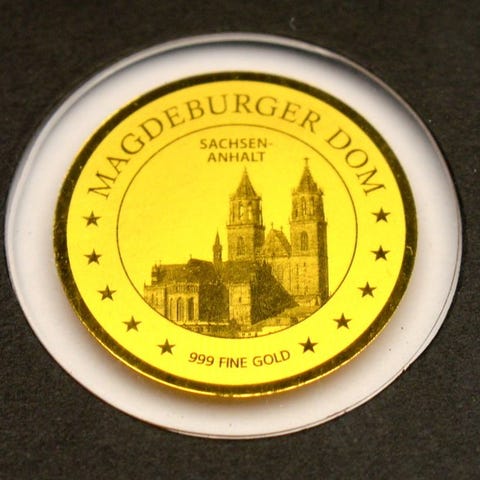 MAGDEBURGER DOM
SACHSEN-
ANHALT
999 FINE GOLD